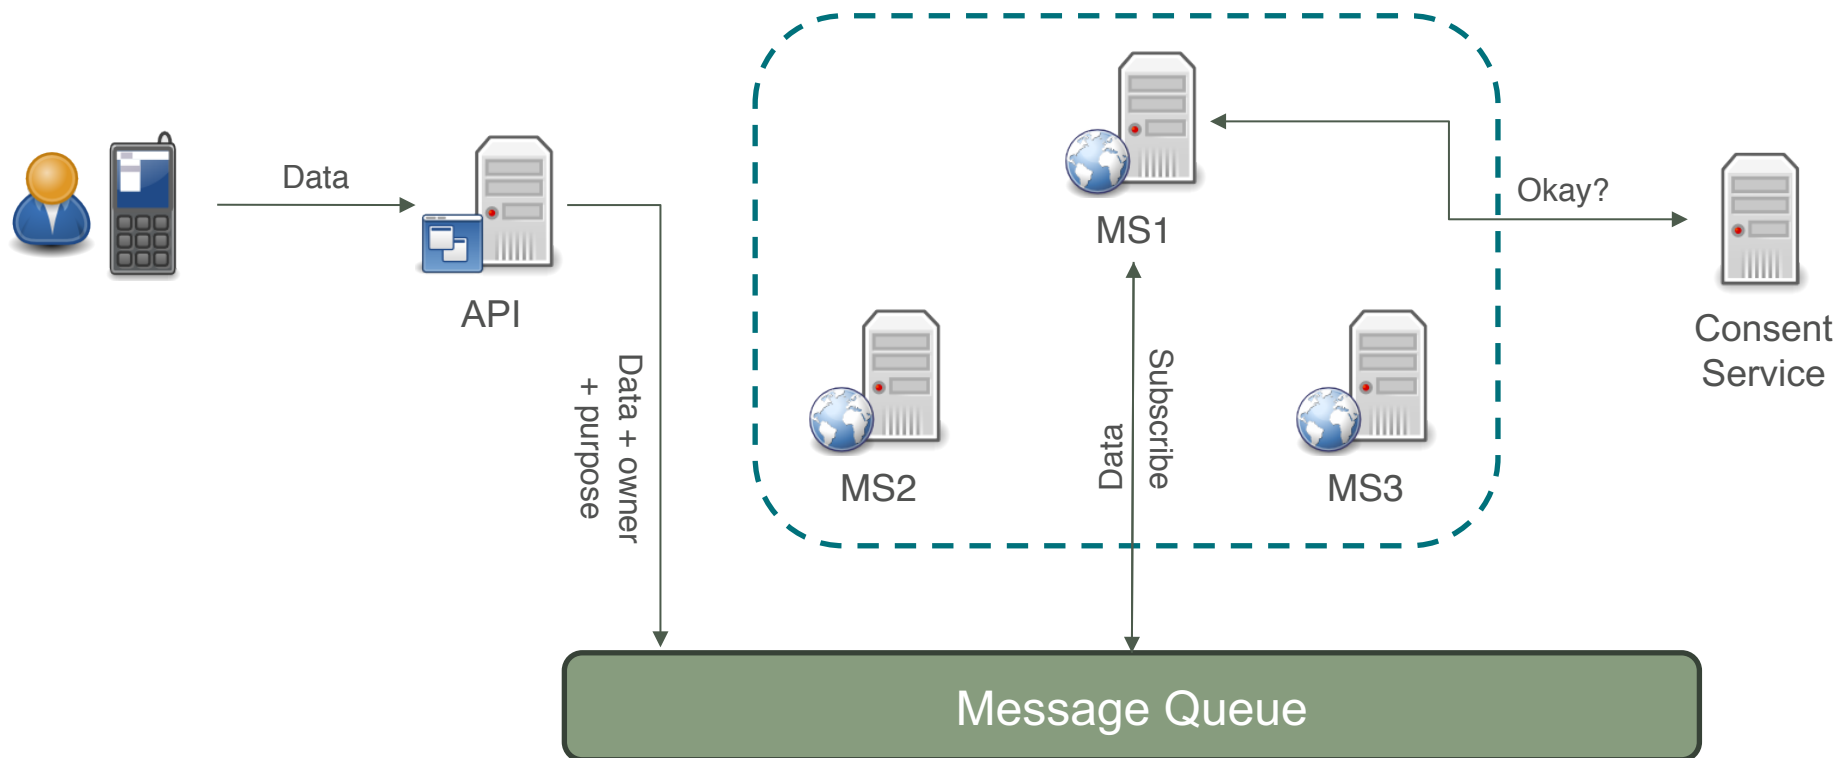 Data
API
Data + owner
+ purpose
MS1
MS2
MS3
Data
Subscribe
Okay?
Consent
Service
Message Queue